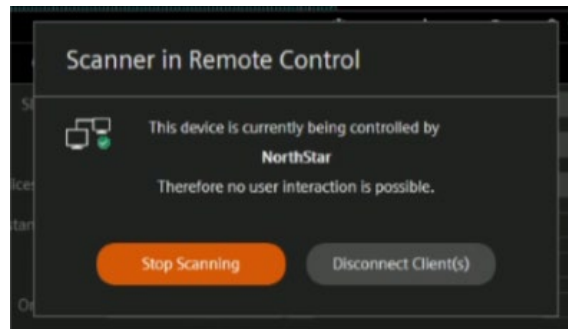 Scanner in Remote Control
This device is currently being controlled by
NorthStar
Therefore no user interaction is possible.
Stop Scanning
Disconnect Client(s)